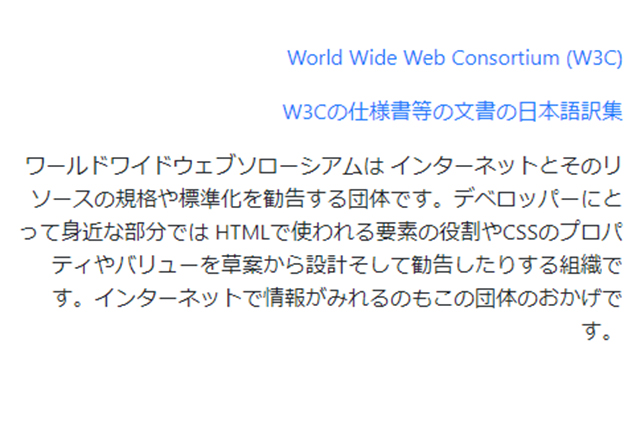 World Wide Web Consortium (W3C)
W3Cの仕様書等の文書の日本語訳集
ワールドワイドウェブソローシアムは インターネットとそのリ
ソースの規格や標準化を勧告する団体です。デベロッパーにと
って身近な部分では HTMLで使われる要素の役割やCSSのプロパ
ティやバリューを草案から設計そして勧告したりする組織で
す。インターネットで情報がみれるのもこの団体のおかげで
す。